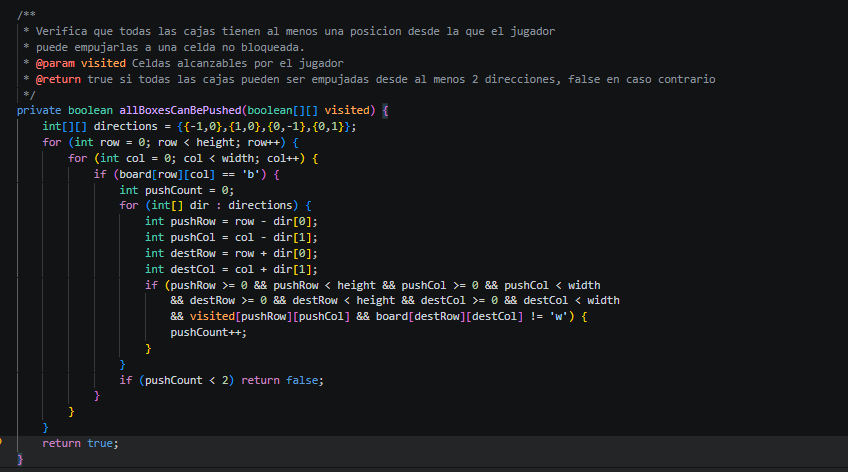 /**
 * Verifica que todas las cajas tienen al menos una posicion desde la que el jugador
 * puede empujarlas a una celda no bloqueada.
 * @param visited Celdas alcanzables por el jugador
 * @return true si todas las cajas pueden ser empujadas desde al menos 2 direcciones, false en caso contrario
 */
private boolean allBoxesCanBePushed(boolean[][] visited) {
    int[][] directions = {{-1,0},{1,0},{0,-1},{0,1}};
    for (int row = 0; row < height; row++) {
        for (int col = 0; col < width; col++) {
            if (board[row][col] == 'b') {
                int pushCount = 0;
                for (int[] dir : directions) {
                    int pushRow = row - dir[0];
                    int pushCol = col - dir[1];
                    int destRow = row + dir[0];
                    int destCol = col + dir[1];
                    if (pushRow >= 0 && pushRow < height && pushCol >= 0 && pushCol < width
                        && destRow >= 0 && destRow < height && destCol >= 0 && destCol < width
                        && visited[pushRow][pushCol] && board[destRow][destCol] != 'w') {
                        pushCount++;
                    }
                }
                if (pushCount < 2) return false;
            }
        }
    }
    return true;
}